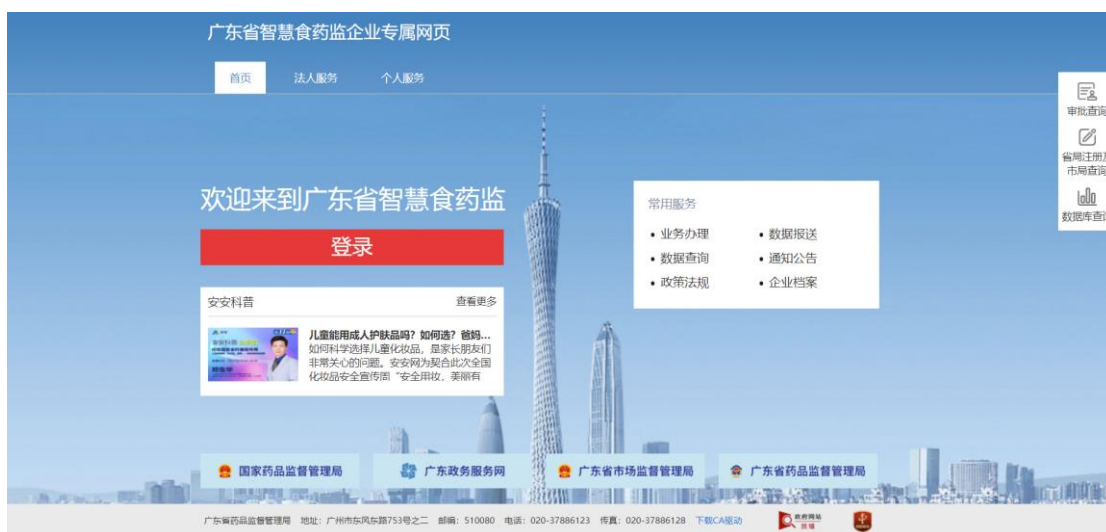 广东省智慧食药监企业专属网页
首页 法人服务 个人服务
审批查询
省局注册及
市局查询
数据库查询
欢迎来到广东省智慧食药监
登录
常用服务
• 业务办理 • 数据报送
• 数据查询 • 通知公告
• 政策法规 • 企业档案
安安科普 查看更多
儿童能用成人护肤品吗？如何选？爸妈...
如何科学选择儿童化妆品，是家长朋友们
非常关心的问题。安安网为契合此次全国
化妆品安全宣传周“安全用妆，美丽有
国家药品监督管理局 广东政务服务网 广东省市场监督管理局 广东省药品监督管理局
广东省药品监督管理局 地址：广州市东风东路753号之二 邮编：510080 电话：020-37886123 传真：020-37886128 下载CA驱动
政府网站
找错